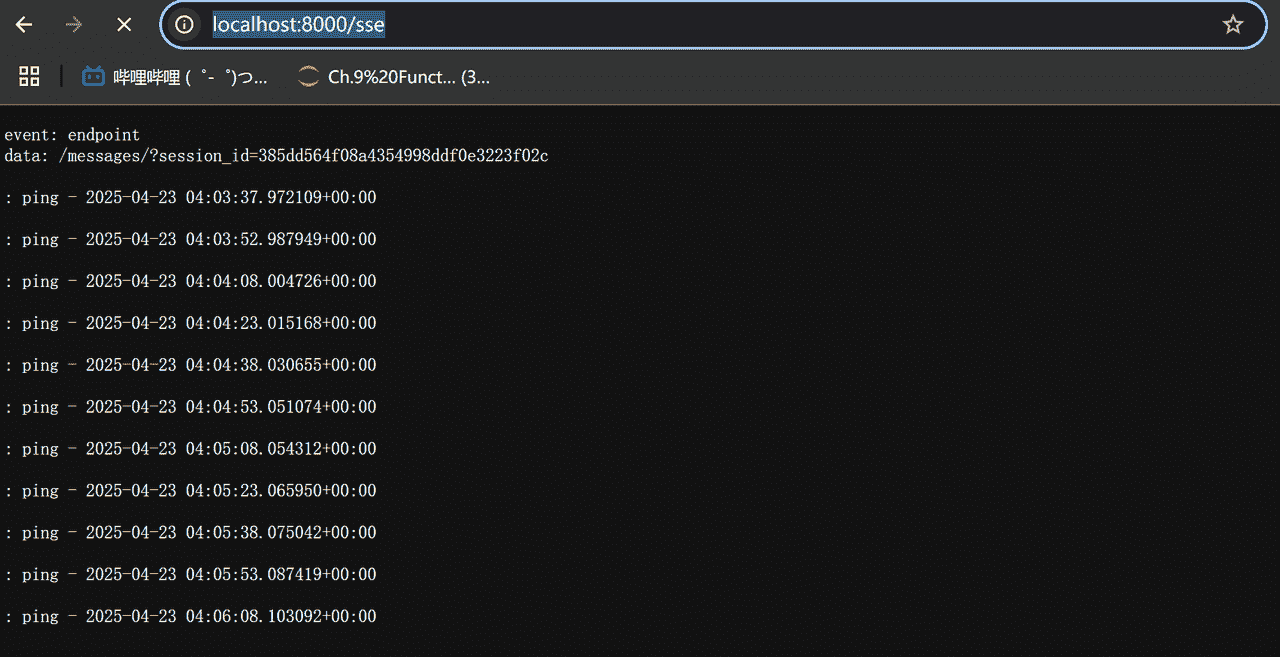 localhost:8000/sse
哔哩哔哩 (゜-゜)つ... Ch.9%20Funct... (3...
event: endpoint
data: /messages/?session_id=385dd564f08a4354998ddf0e3223f02c
: ping - 2025-04-23 04:03:37.972109+00:00
: ping - 2025-04-23 04:03:52.987949+00:00
: ping - 2025-04-23 04:04:08.004726+00:00
: ping - 2025-04-23 04:04:23.015168+00:00
: ping - 2025-04-23 04:04:38.030655+00:00
: ping - 2025-04-23 04:04:53.051074+00:00
: ping - 2025-04-23 04:05:08.054312+00:00
: ping - 2025-04-23 04:05:23.065950+00:00
: ping - 2025-04-23 04:05:38.075042+00:00
: ping - 2025-04-23 04:05:53.087419+00:00
: ping - 2025-04-23 04:06:08.103092+00:00